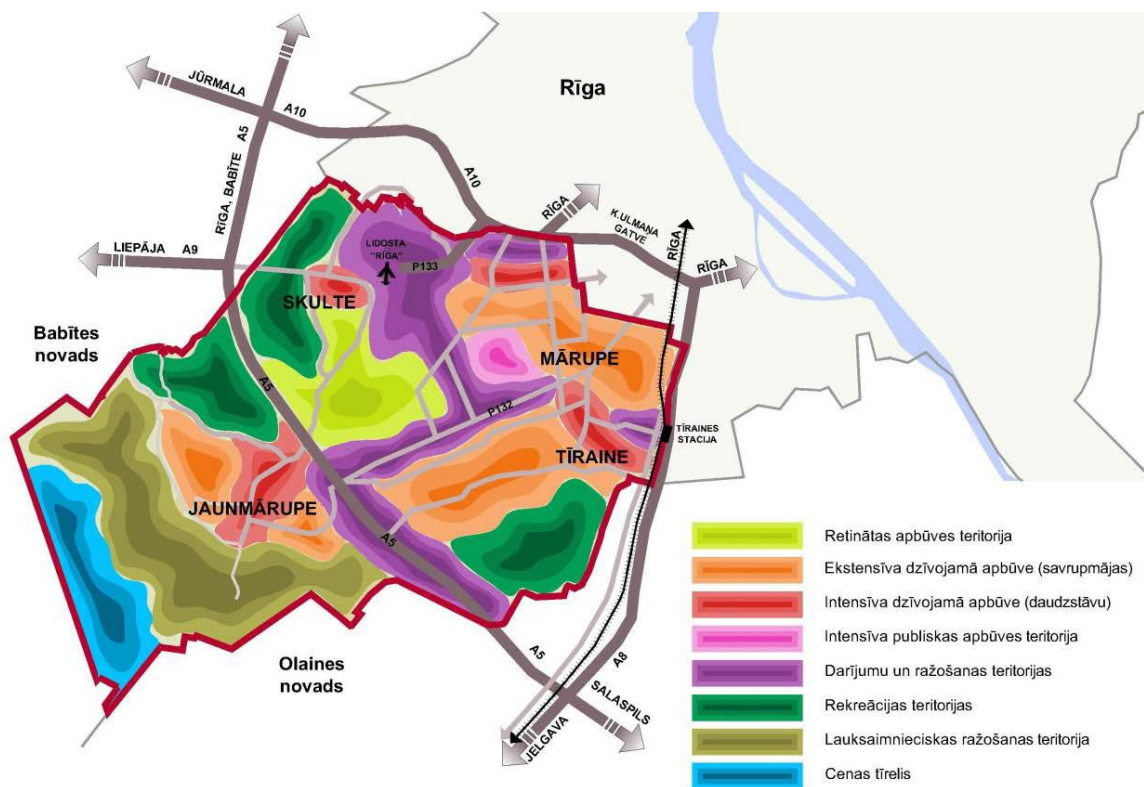 Rīga
JŪRMALA
A10
A5
RĪGA, BABĪTE
A10
RĪGA
K.ULMAŅA
GATVE
RĪGA
RĪGA
LIEPĀJA A9
LIDOSTA
"RĪGA"
P133
SKULTE
Babītes
novads
MĀRUPE
A5
P132
TĪRAINES
STACIJA
TĪRAINE
JAUNMĀRUPE
A5
Olaines
novads
A5
A8
SALASPILS
JELGAVA
Retinātas apbūves teritorija
Ekstensīva dzīvojamā apbūve (savrupmājas)
Intensīva dzīvojamā apbūve (daudzstāvu)
Intensīva publiskas apbūves teritorija
Darījumu un ražošanas teritorijas
Rekreācijas teritorijas
Lauksaimnieciskas ražošanas teritorija
Cenas tīrelis